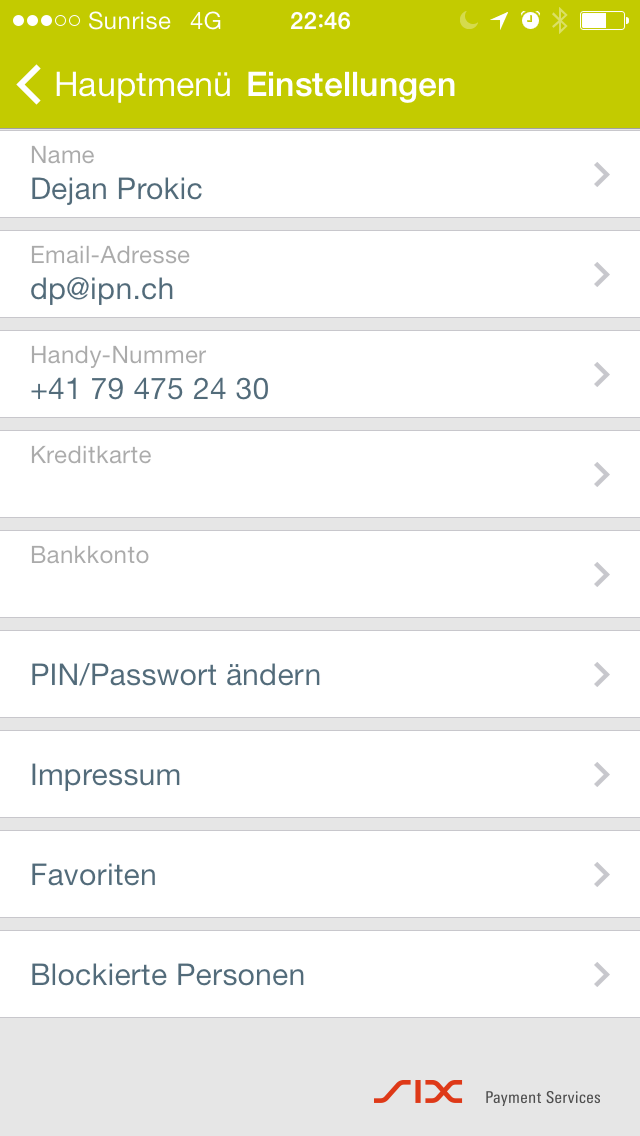 Sunrise 4G 22:46
Hauptmenü Einstellungen
Name
Dejan Prokic
Email-Adresse
dp@ipn.ch
Handy-Nummer
+41 79 475 24 30
Kreditkarte
Bankkonto
PIN/Passwort ändern
Impressum
Favoriten
Blockierte Personen
SIX Payment Services